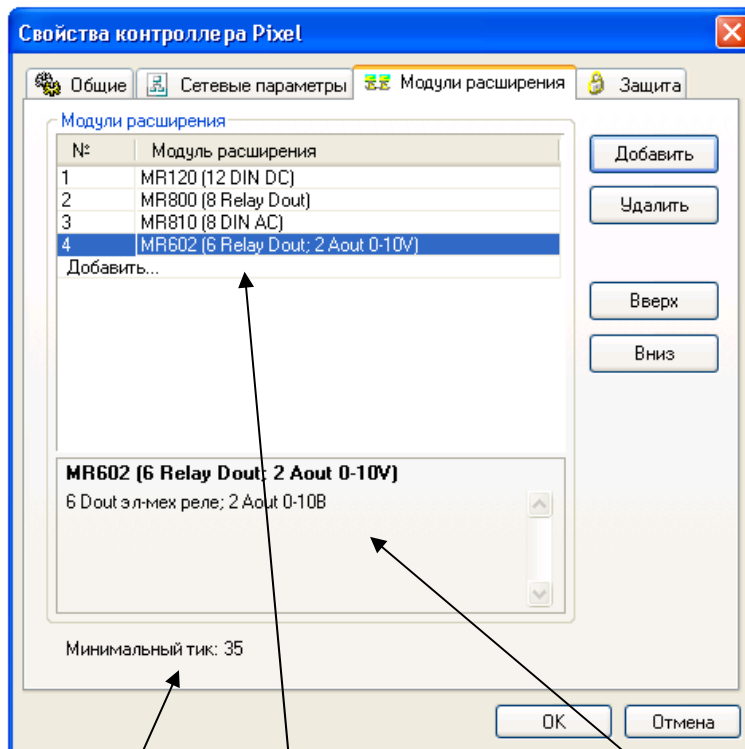 Свойства контроллера Pixel
Общие
Сетевые параметры
Модули расширения
Защита
Модули расширения
№ Модуль расширения
1 MR120 (12 DIN DC)
2 MR800 (8 Relay Dout)
3 MR810 (8 DIN AC)
4 MR602 (6 Relay Dout; 2 Aout 0-10V)
Добавить...
Добавить
Удалить
Вверх
Вниз
MR602 (6 Relay Dout; 2 Aout 0-10V)
6 Dout эл-мех реле; 2 Aout 0-10В
Минимальный тик: 35
OK
Отмена